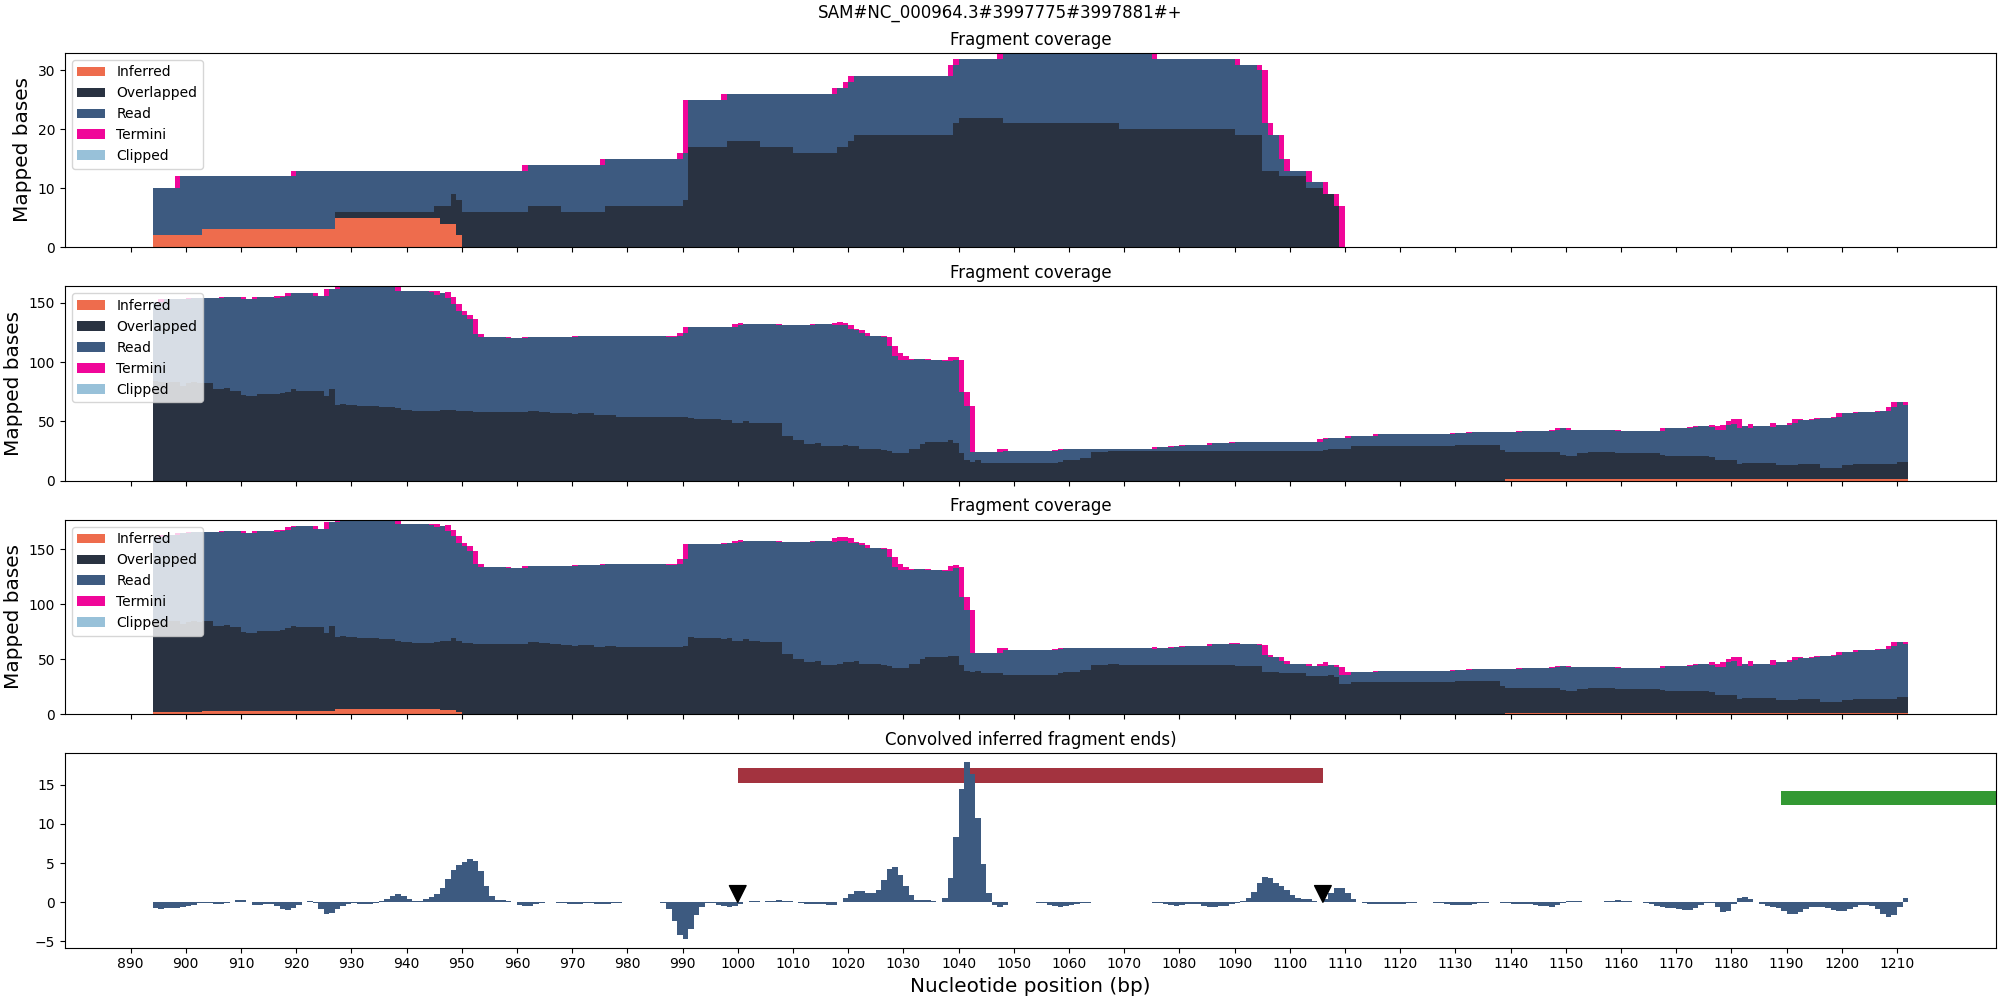 SAM#NC_000964.3#3997775#3997881#+
Fragment coverage
Mapped bases
30
20
10
0
Inferred
Overlapped
Read
Termini
Clipped
Fragment coverage
Mapped bases
150
100
50
0
Inferred
Overlapped
Read
Termini
Clipped
Fragment coverage
Mapped bases
150
100
50
0
Inferred
Overlapped
Read
Termini
Clipped
Convolved inferred fragment ends)
15
10
5
0
−5
890 900 910 920 930 940 950 960 970 980 990 1000 1010 1020 1030 1040 1050 1060 1070 1080 1090 1100 1110 1120 1130 1140 1150 1160 1170 1180 1190 1200 1210
Nucleotide position (bp)